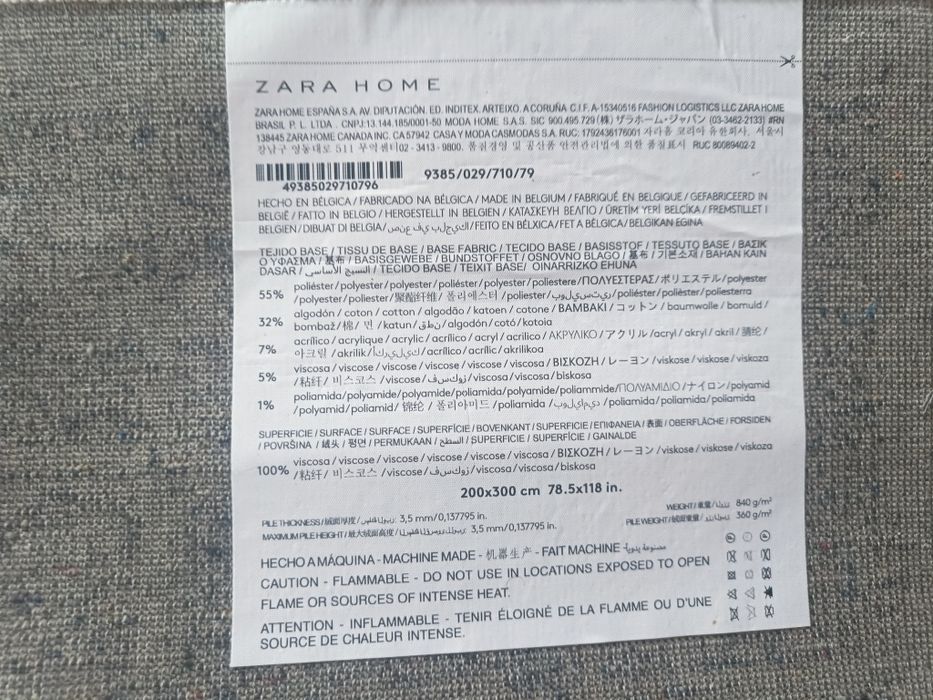 ZARA HOME
ZARA HOME ESPAÑA S.A. AV. DIPUTACIÓN. ED. INDITEX. ARTEIXO. A CORUÑA C.I.F. A-15340516 FASHION LOGISTICS LLC ZARA HOME
BRASIL P. L. LTDA . CNPJ:13.144.185/0001-50 MODA HOME S.A.S. SIC 900.495.729 (株) ザラホーム・ジャパン (03-3462-2133) #RN
138445 ZARA HOME CANADA INC. CA 57942 CASA Y MODA CASMODAS S.A. RUC: 1792436176001 자라홈 코리아 유한회사. 서울시
강남구 영동대로 511 무역센터02 - 3413 - 9800. 품질경영 및 공산품 안전관리법에 의한 품질표시 RUC 80089402-2
49385029710796
9385/029/710/79
HECHO EN BÉLGICA / FABRICADO NA BÉLGICA / MADE IN BELGIUM / FABRIQUÉ EN BELGIQUE / GEFABRICEERD IN
BELGIË / FATTO IN BELGIO / HERGESTELLT IN BELGIEN / ΚΑΤΑΣΚΕΥΗ ΒΕΛΓΙΟ / ÜRETİM YERİ BELÇİKA / FREMSTILLET I
BELGIEN / DIBUAT DI BELGIA / صنع في بلجيكا / FEITO EN BÉLXICA / FET A BÈLGICA / BELGIKAN EGINA
TEJIDO BASE / TISSU DE BASE / BASE FABRIC / TECIDO BASE / BASISSTOF / TESSUTO BASE / ΒΑΣΙΚ
Ο ΥΦΑΣΜΑ / 基布 / BASISGEWEBE / BUNDSTOFFET / OSNOVNO BLAGO / 基布 / 기본소재 / BAHAN KAIN
DASAR / النسيج الأساسي / TECIDO BASE / TEIXIT BASE/ OINARRIZKO EHUNA
55% poliéster/polyester/polyester/poliéster/polyester/poliestere/ΠΟΛΥΕΣΤΕΡΑΣ/ポリエステル/polyester
/polyester/poliester/聚酯纤维/폴리에스터/poliester/بوليستير/poliéster/polièster/poliesterra
32% algodón / coton / cotton / algodão / katoen / cotone / BAMBAKI / コットン / baumwolle / bomuld /
bombaž/棉/ 면 /katun/قطن/algodón/cotó/kotoia
7% acrílico / acrylique / acrylic / acrílico / acryl / acrilico / ΑΚΡΥΛΙΚΟ / アクリル /acryl / akryl / akril / 腈纶 /
아크릴 / akrilik /أكريليك/ acrílico / acrílic / akrilikoa
5% viscosa / viscose / viscose / viscose / viscose / viscosa / ΒΙΣΚΟΖΗ / レーヨン /viskose / viskose / viskoza
/粘纤/ 비스코스 /viscose/فسكوز/viscosa/viscosa/biskosa
1% poliamida/polyamide/polyamide/poliamida/polyamide/poliammide/ΠΟΛΥΑΜΙΔΙΟ/ナイロン/polyamid
/polyamid/poliamid/ 锦纶 / 폴리아미드 /poliamida /بولياميد/poliamida/poliamida/poliamida
SUPERFICIE / SURFACE / SURFACE / SUPERFÍCIE / BOVENKANT / SUPERFICIE / ΕΠΙΦΑΝΕΙΑ / 表面 / OBERFLÄCHE / FORSIDEN
/ POVRŠINA / 绒头 / 평면 / PERMUKAAN / السطح / SUPERFICIE / SUPERFÍCIE / GAINALDE
100% viscosa / viscose / viscose / viscose / viscose / viscosa / ΒΙΣΚΟΖΗ / レーヨン /viskose / viskose / viskoza
/粘纤/ 비스코스 /viscose/فسكوز/viscosa/viscosa/biskosa
200x300 cm 78.5x118 in.
PILE THICKNESS / 绒面厚度 / 3,5 mm/0,137795 in.
MAXIMUM PILE HEIGHT / 最大绒面高度 / 3,5 mm/0,137795 in.
WEIGHT / 重量 / 840 g/m²
PILE WEIGHT / 绒面重量 / 360 g/m²
HECHO A MÁQUINA - MACHINE MADE - 机器生产 - FAIT MACHINE مصنوعة يدويا
CAUTION - FLAMMABLE - DO NOT USE IN LOCATIONS EXPOSED TO OPEN
FLAME OR SOURCES OF INTENSE HEAT.
ATTENTION - INFLAMMABLE - TENIR ÉLOIGNÉ DE LA FLAMME OU D'UNE
SOURCE DE CHALEUR INTENSE.